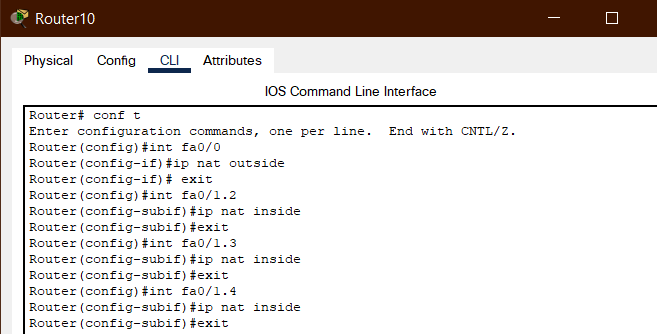 Router10
Physical Config CLI Attributes
IOS Command Line Interface
Router# conf t
Enter configuration commands, one per line.  End with CNTL/Z.
Router(config)#int fa0/0
Router(config-if)#ip nat outside
Router(config-if)# exit
Router(config)#int fa0/1.2
Router(config-subif)#ip nat inside
Router(config-subif)#exit
Router(config)#int fa0/1.3
Router(config-subif)#ip nat inside
Router(config-subif)#exit
Router(config)#int fa0/1.4
Router(config-subif)#ip nat inside
Router(config-subif)#exit